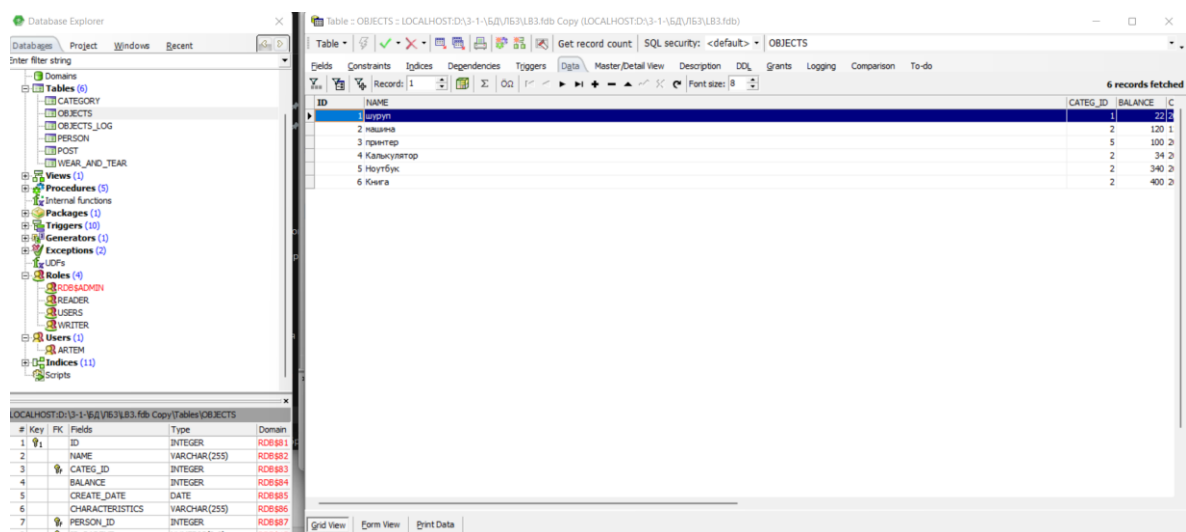 Database Explorer
Databases Project Windows Recent
Enter filter string
Domains
Tables (6)
CATEGORY
OBJECTS
OBJECTS_LOG
PERSON
POST
WEAR_AND_TEAR
Views (1)
Procedures (5)
Internal functions
Packages (1)
Triggers (10)
Generators (1)
Exceptions (2)
UDFs
Roles (4)
RDB$ADMIN
READER
USERS
WRITER
Users (1)
ARTEM
Indices (11)
Scripts
LOCALHOST:D:\3-1-\БД\ЛБ3\LB3.fdb Copy\Tables\OBJECTS
# Key FK Fields Type Domain
1 1 ID INTEGER RDB$81
2 NAME VARCHAR(255) RDB$82
3 CATEG_ID INTEGER RDB$83
4 BALANCE INTEGER RDB$84
5 CREATE_DATE DATE RDB$85
6 CHARACTERISTICS VARCHAR(255) RDB$86
7 PERSON_ID INTEGER RDB$87
Table :: OBJECTS :: LOCALHOST:D:\3-1-\БД\ЛБ3\LB3.fdb Copy (LOCALHOST:D:\3-1-\БД\ЛБ3\LB3.fdb)
Table Get record count SQL security: <default> OBJECTS
Fields Constraints Indices Dependencies Triggers Data Master/Detail View Description DDL Grants Logging Comparison To-do
Record: 1 Σ ÖΩ Font size: 8 6 records fetched
ID NAME CATEG_ID BALANCE C
1 шуруп 1 22 2
2 машина 2 120 1
3 принтер 5 100 2
4 Калькулятор 2 34 2
5 Ноутбук 2 340 2
6 Книга 2 400 2
Grid View Form View Print Data